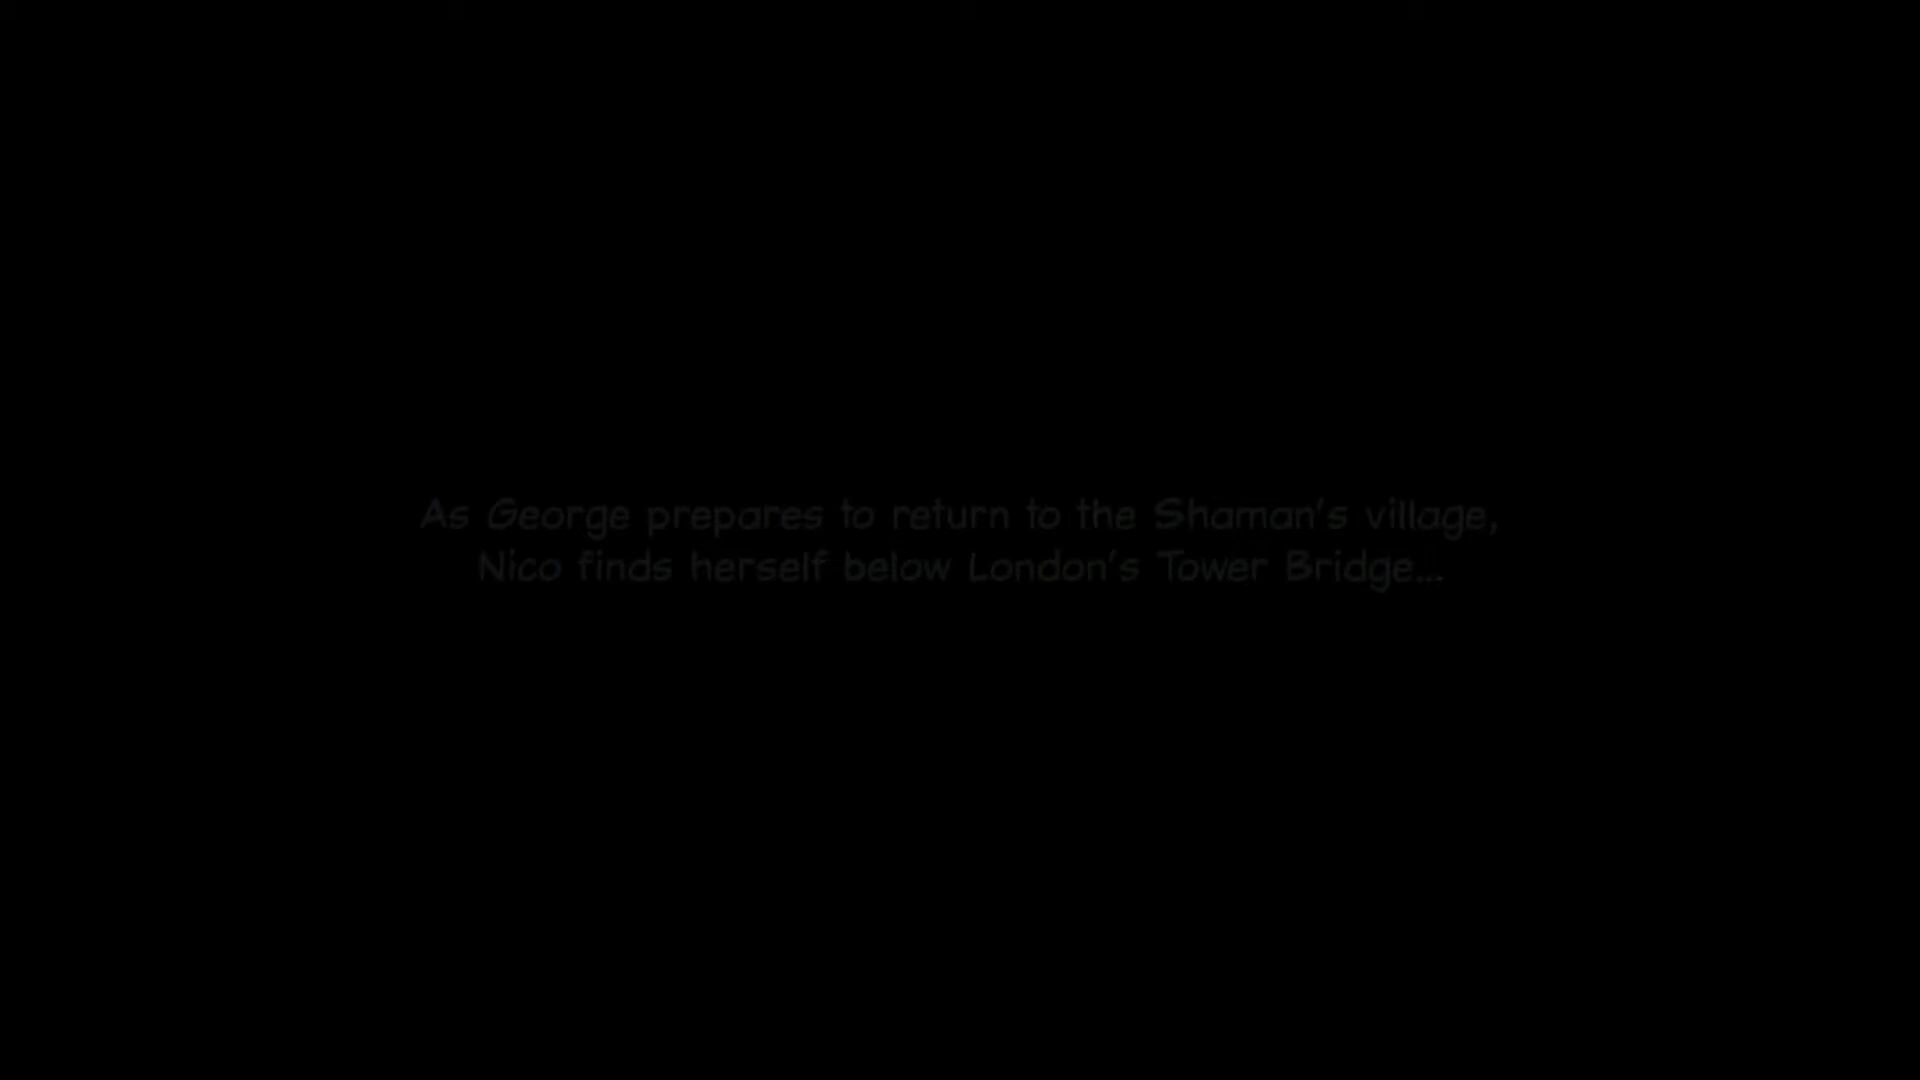 As George prepares to return to the Shaman's village,
Nico finds herself below London's Tower Bridge...